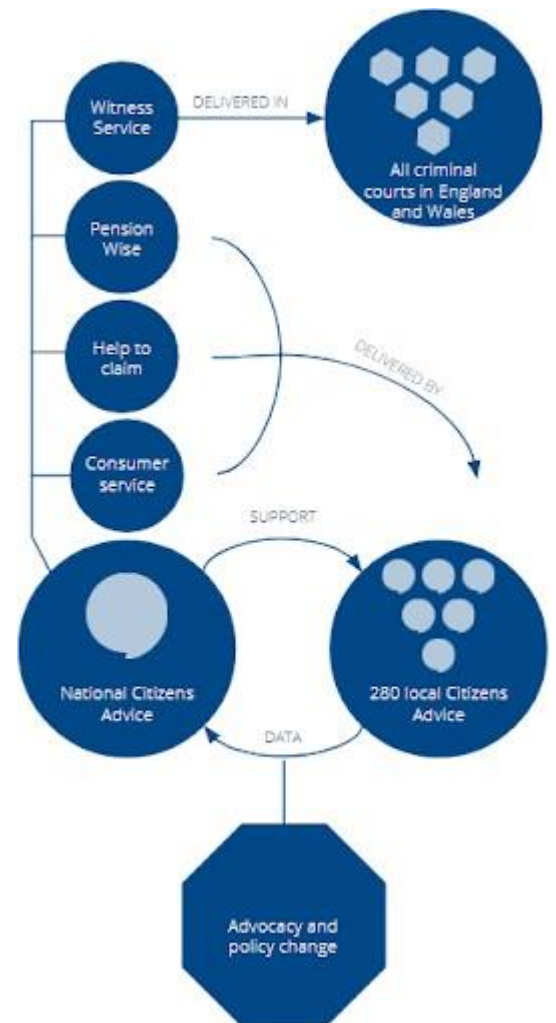 Witness
Service
DELIVERED IN
All criminal
courts in England
and Wales
Pension
Wise
Help to
claim
DELIVERED BY
Consumer
service
SUPPORT
National Citizens
Advice
280 local Citizens
Advice
DATA
Advocacy and
policy change